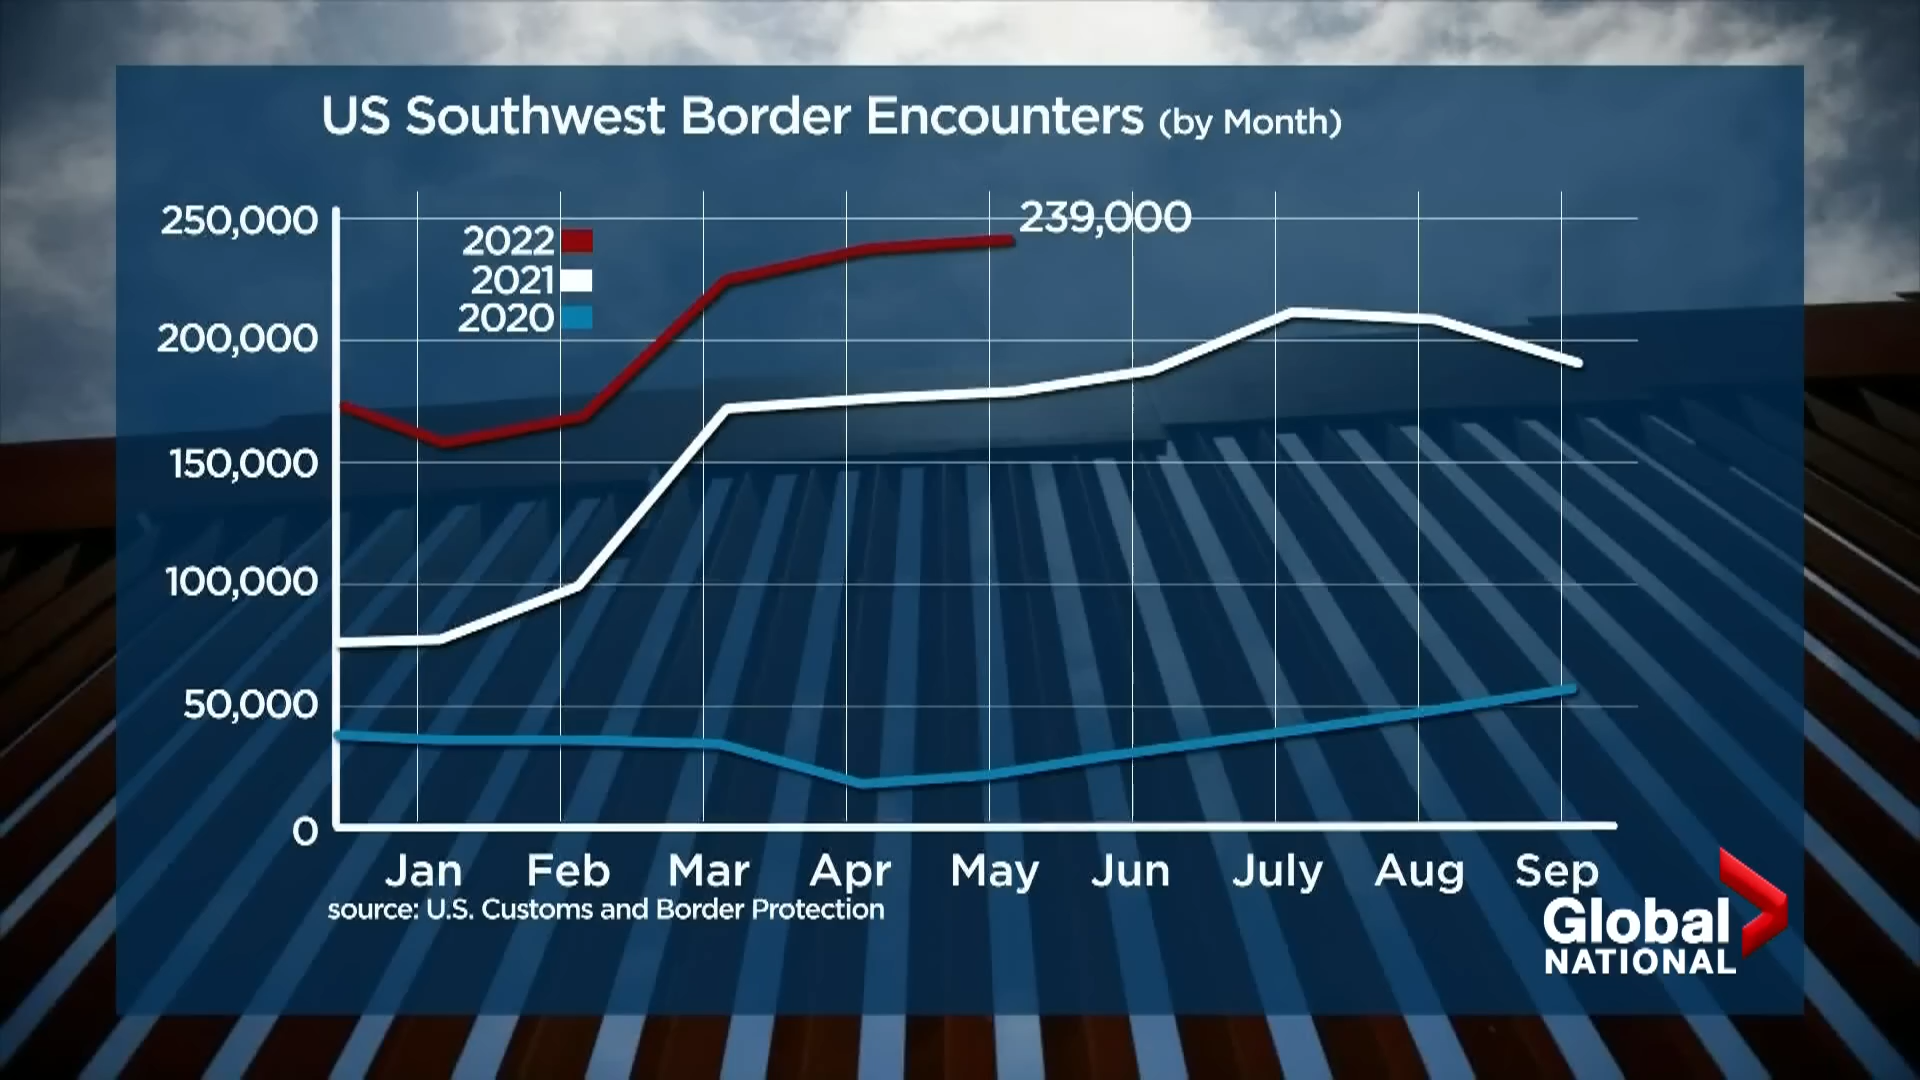 US Southwest Border Encounters (by Month)
250,000
200,000
150,000
100,000
50,000
0
2022
2021
2020
239,000
Jan Feb Mar Apr May Jun July Aug Sep
source: U.S. Customs and Border Protection
Global
NATIONAL